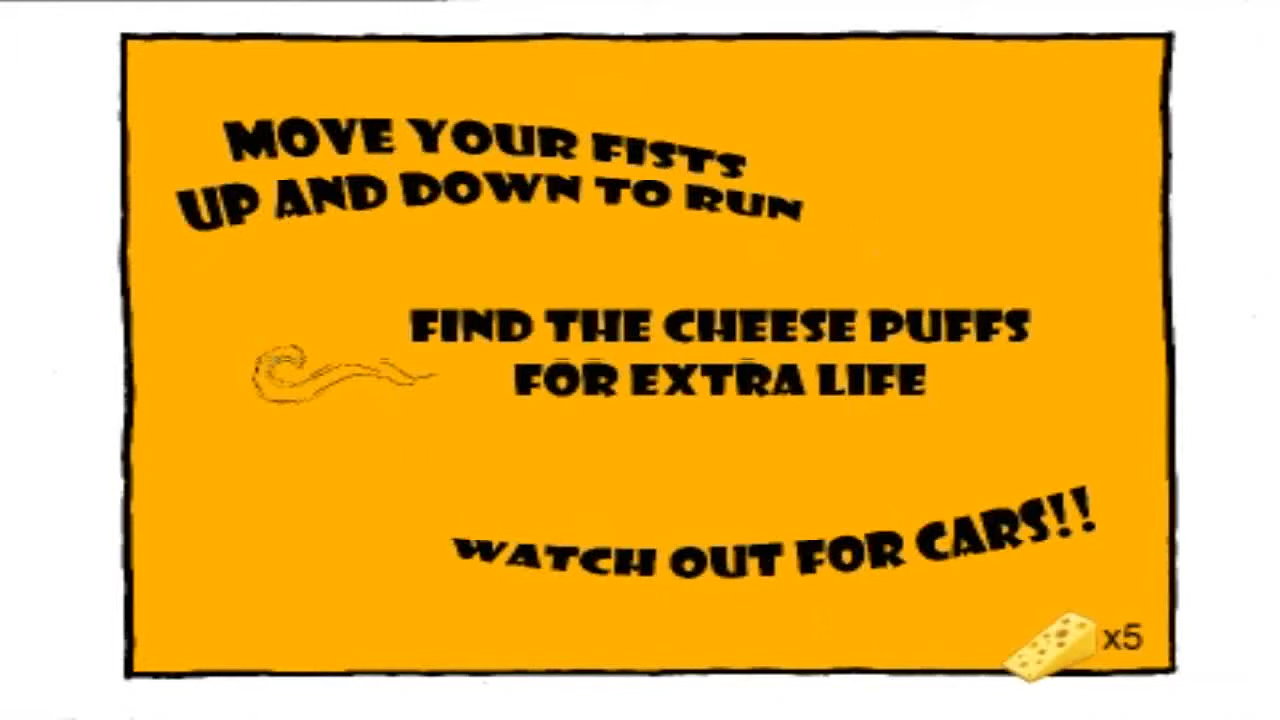 MOVE YOUR FISTS
UP AND DOWN TO RUN
FIND THE CHEESE PUFFS
FOR EXTRA LIFE
WATCH OUT FOR CARS!!
x5